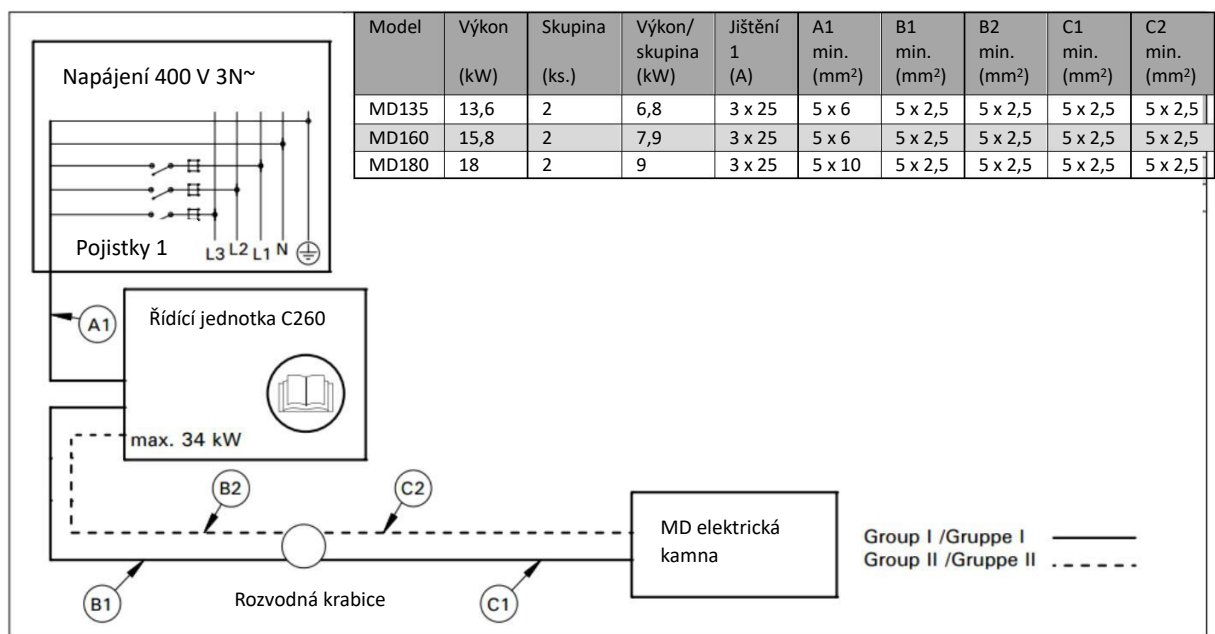 Napájení 400 V 3N~
Pojistky 1
L3 L2 L1 N
Model Výkon (kW) Skupina (ks.) Výkon/ skupina (kW) Jištění 1 (A) A1 min. (mm²) B1 min. (mm²) B2 min. (mm²) C1 min. (mm²) C2 min. (mm²)
MD135 13,6 2 6,8 3 x 25 5 x 6 5 x 2,5 5 x 2,5 5 x 2,5 5 x 2,5
MD160 15,8 2 7,9 3 x 25 5 x 6 5 x 2,5 5 x 2,5 5 x 2,5 5 x 2,5
MD180 18 2 9 3 x 25 5 x 10 5 x 2,5 5 x 2,5 5 x 2,5 5 x 2,5
A1
Řídící jednotka C260
max. 34 kW
B2
C2
MD elektrická
kamna
Group I /Gruppe I
Group II /Gruppe II
B1
Rozvodná krabice
C1